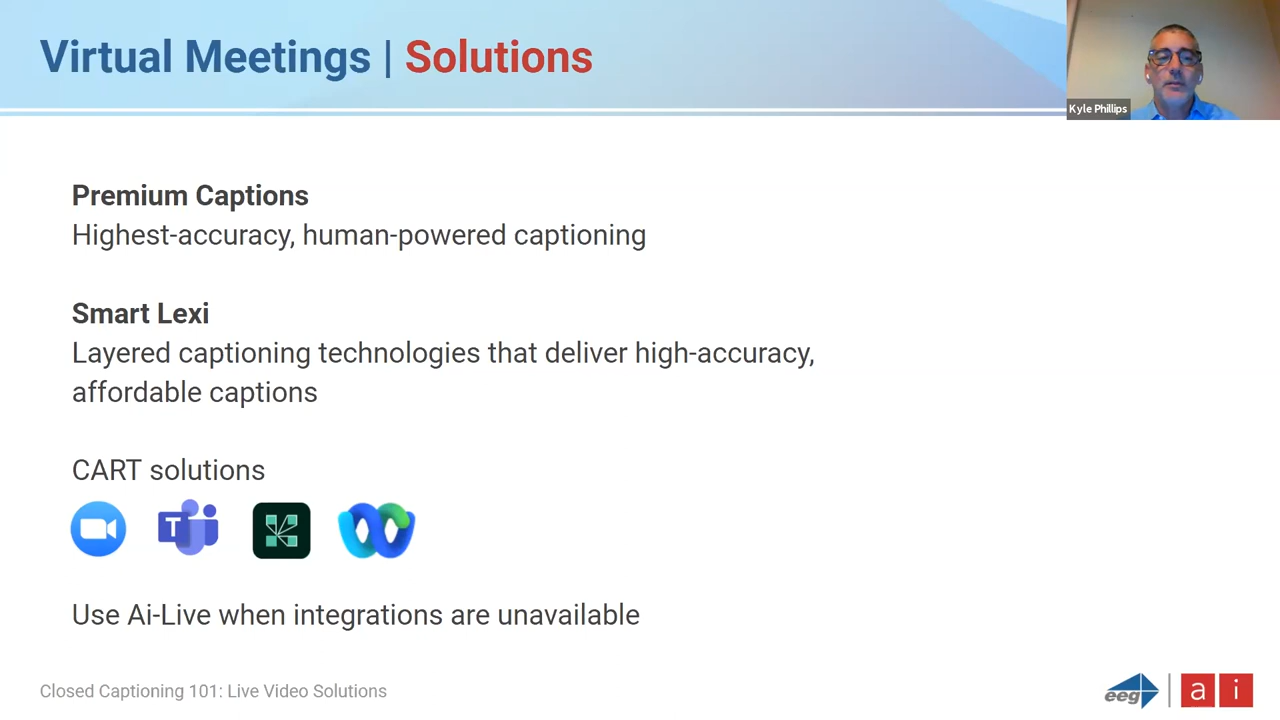 Virtual Meetings | Solutions
Kyle Phillips
Premium Captions
Highest-accuracy, human-powered captioning
Smart Lexi
Layered captioning technologies that deliver high-accuracy,
affordable captions
CART solutions
T
Use Ai-Live when integrations are unavailable
Closed Captioning 101: Live Video Solutions
eeg | a i